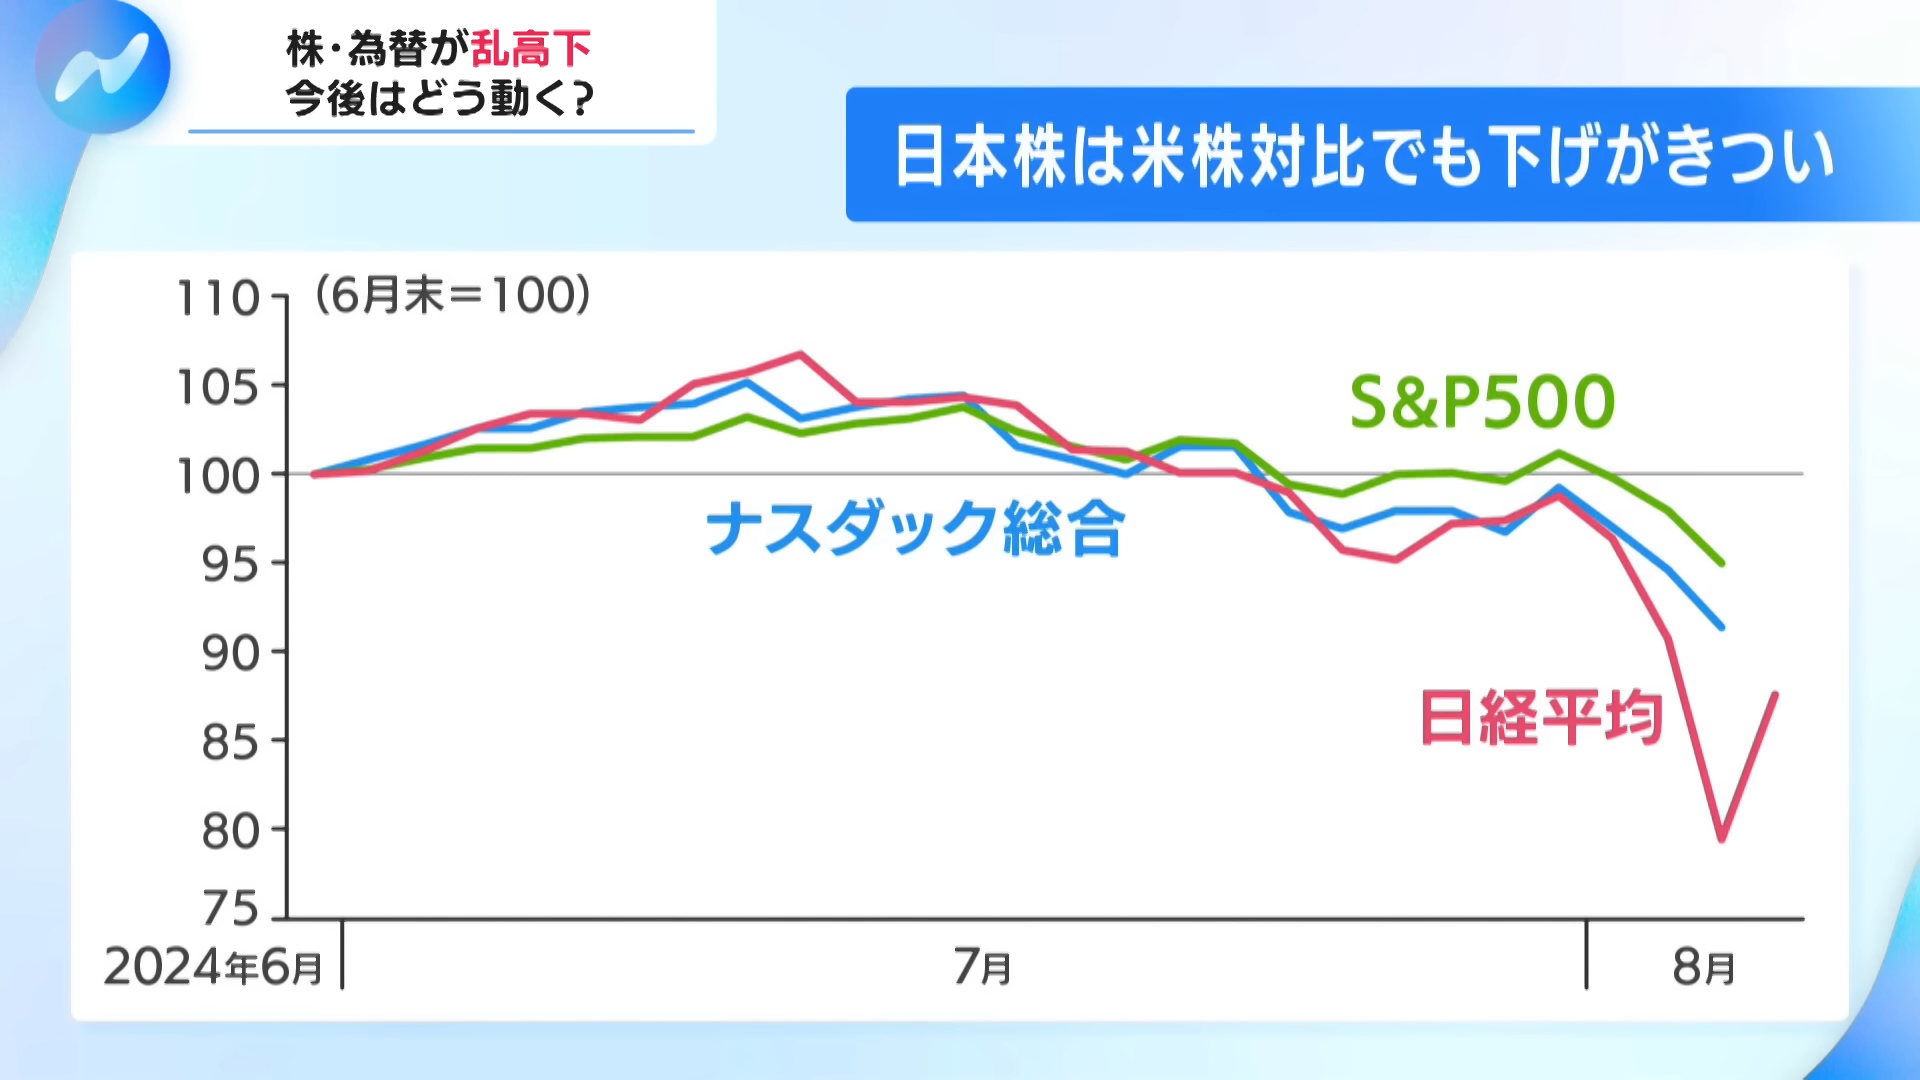 株・為替が乱高下
今後はどう動く?
日本株は米株対比でも下げがきつい
110
(6月末=100)
105
S&P500
100
ナスダック総合
95
90
日経平均
85
80
75
2024年6月
7月
8月